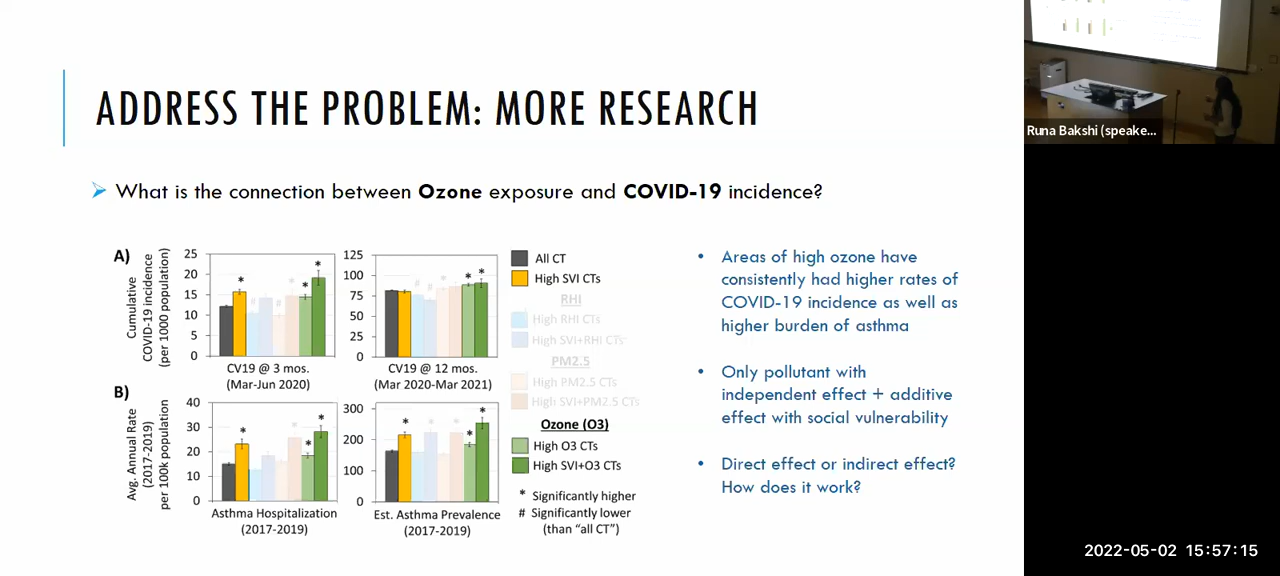 ADDRESS THE PROBLEM: MORE RESEARCH
Runa Bakshi (speake...
What is the connection between Ozone exposure and COVID-19 incidence?
A)
Cumulative
COVID-19 incidence
(per 1000 population)
25
20
15
10
5
0
*
#
#
*
*
*
CV19 @ 3 mos.
(Mar-Jun 2020)
125
100
75
50
25
0
#
#
*
*
*
CV19 @ 12 mos.
(Mar 2020-Mar 2021)
All CT
High SVI CTs
RHI
High RHI CTs
High SVI+RHI CTs
PM2.5
High PM2.5 CTs
High SVI+PM2.5 CTs
Ozone (O3)
High O3 CTs
High SVI+O3 CTs
* Significantly higher
# Significantly lower
(than "all CT")
B)
Avg. Annual Rate
(2017-2019)
per 100k population
40
30
20
10
0
*
*
*
*
Asthma Hospitalization
(2017-2019)
300
200
100
0
*
*
*
*
*
Est. Asthma Prevalence
(2017-2019)
• Areas of high ozone have
consistently had higher rates of
COVID-19 incidence as well as
higher burden of asthma
• Only pollutant with
independent effect + additive
effect with social vulnerability
• Direct effect or indirect effect?
How does it work?
2022-05-02 15:57:15